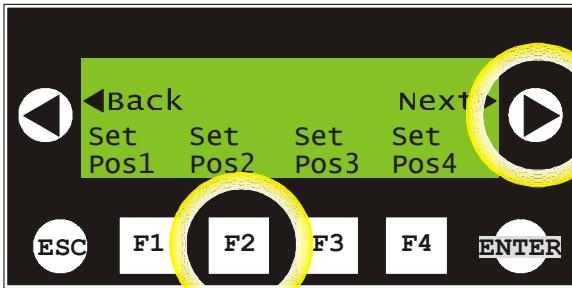 ◀Back Next▶
Set Set Set Set
Pos1 Pos2 Pos3 Pos4
ESC F1 F2 F3 F4 ENTER